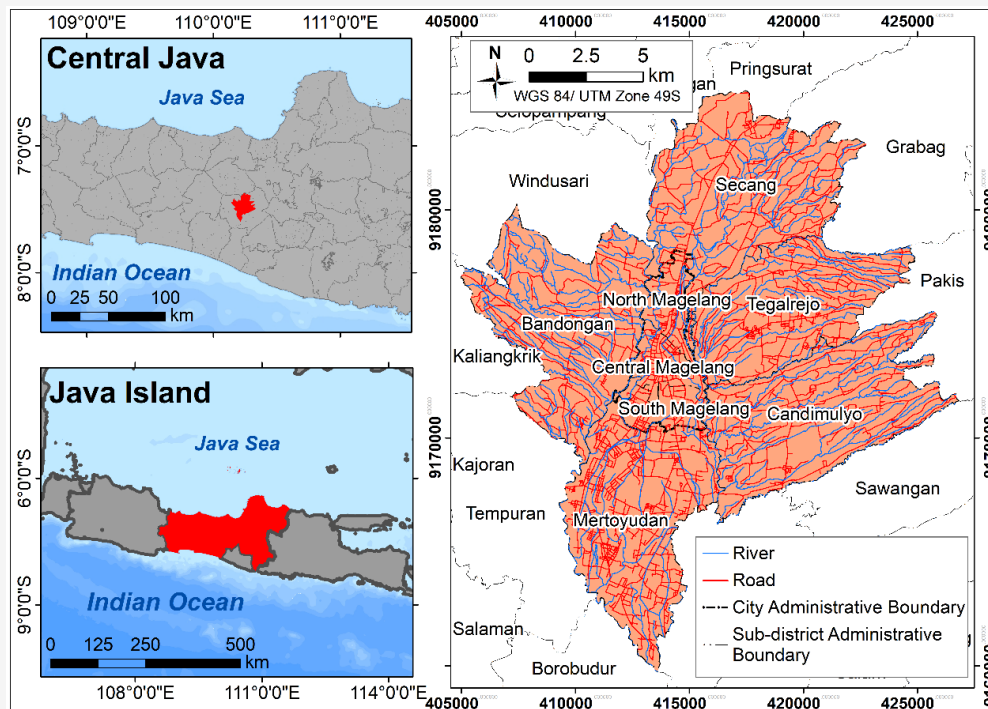 109°0'0"E 110°0'0"E 111°0'0"E
Central Java
Java Sea
7°0'0"S
8°0'0"S
Indian Ocean
0 25 50 100
km
Java Island
Java Sea
6°0'0"S
9°0'0"S
Indian Ocean
0 125 250 500
km
108°0'0"E 111°0'0"E 114°0'0"E
405000 410000 415000 420000 425000
N
0 2.5 5
km
WGS 84/ UTM Zone 49S
Pringsurat
Grabag
Windusari
Secang
9180000
Pakis
North Magelang
Tegalrejo
Bandongan
Kaliangkrik
Central Magelang
South Magelang
Candimulyo
9170000
9170000
Kajoran
Sawangan
Tempuran
Mertoyudan
Salaman
Borobudur
River
Road
City Administrative Boundary
Sub-district Administrative
Boundary
405000 410000 415000 420000 425000